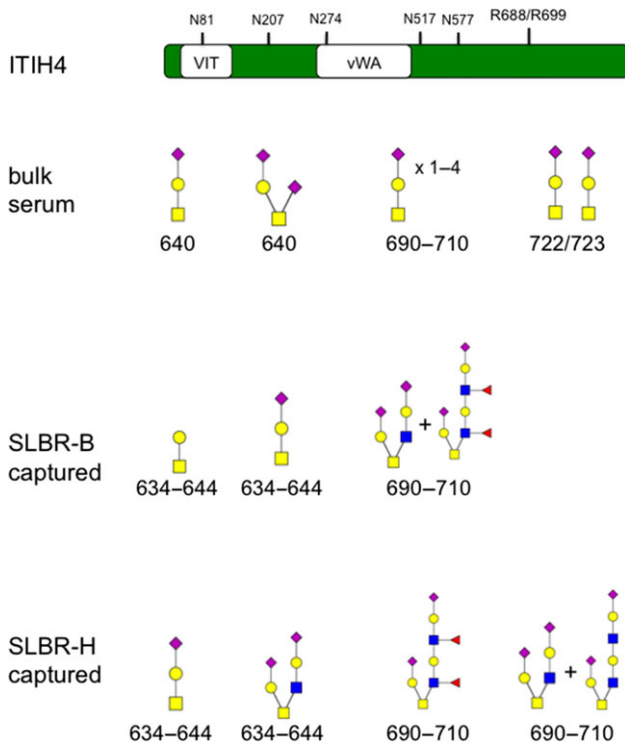 N81 N207 N274 N517 N577 R688/R699
ITIH4 VIT vWA
bulk
serum
x 1–4
640 640 690–710 722/723
SLBR-B
captured
+
634–644 634–644 690–710
SLBR-H
captured
+
634–644 634–644 690–710 690–710